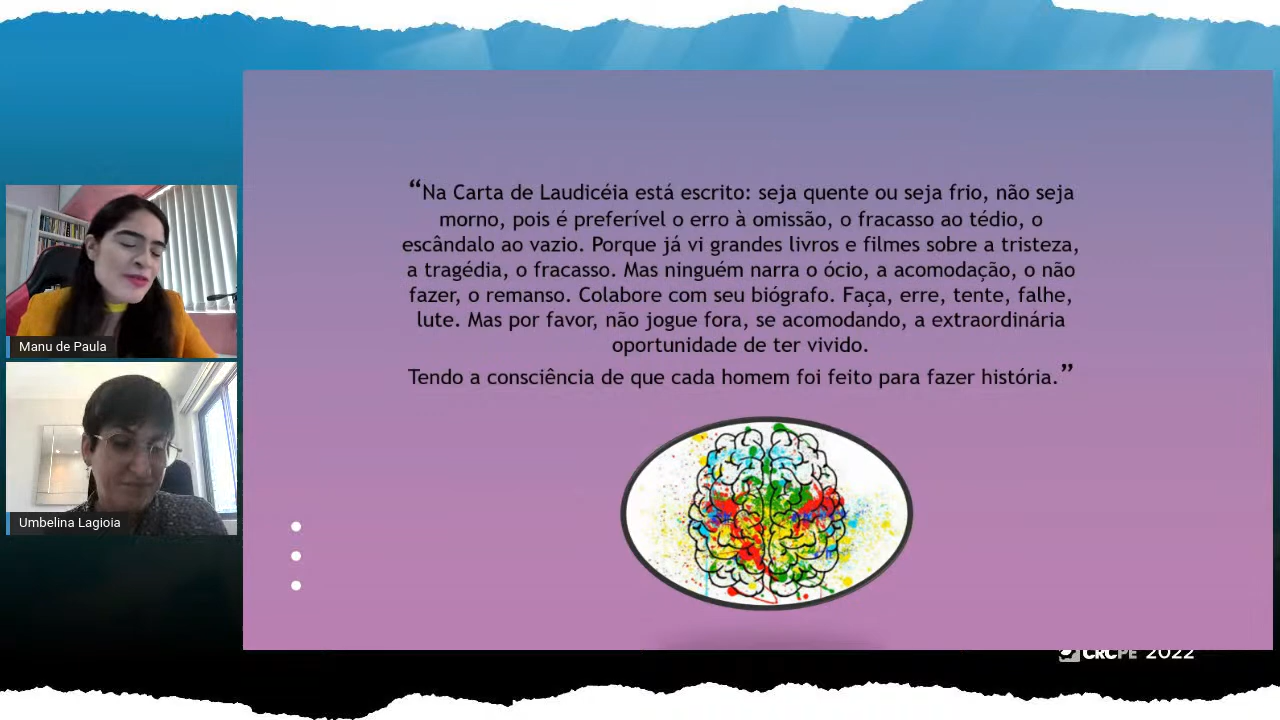 “Na Carta de Laudicéia está escrito: seja quente ou seja frio, não seja
morno, pois é preferível o erro à omissão, o fracasso ao tédio, o
escândalo ao vazio. Porque já vi grandes livros e filmes sobre a tristeza,
a tragédia, o fracasso. Mas ninguém narra o ócio, a acomodação, o não
fazer, o remanso. Colabore com seu biógrafo. Faça, erre, tente, falhe,
lute. Mas por favor, não jogue fora, se acomodando, a extraordinária
oportunidade de ter vivido.
Tendo a consciência de que cada homem foi feito para fazer história.”
Manu de Paula
Umbelina Lagioia
CRCPE 2022